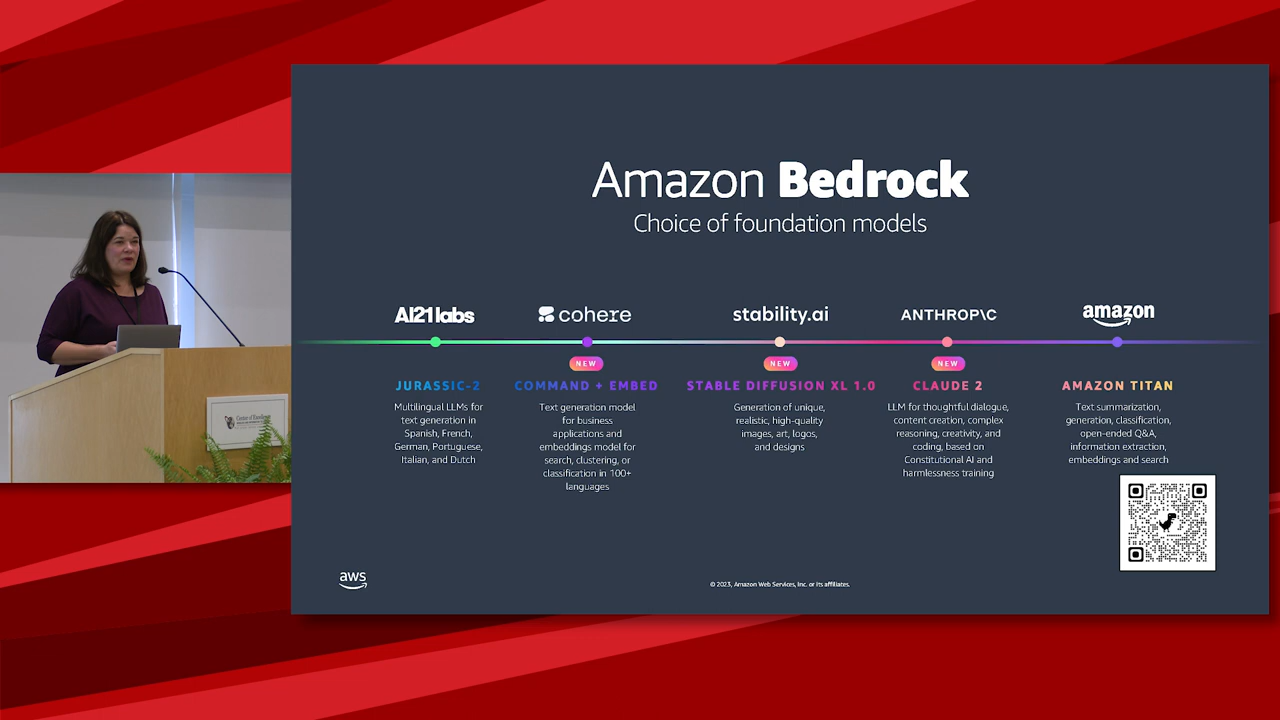 Amazon Bedrock
Choice of foundation models
AI21labs
cohere
stability.ai
ANTHROP\C
amazon
NEW
NEW
NEW
JURASSIC-2
COMMAND + EMBED
STABLE DIFFUSION XL 1.0
CLAUDE 2
AMAZON TITAN
Multilingual LLMs for
text generation in
Spanish, French,
German, Portuguese,
Italian, and Dutch
Text generation model
for business
applications and
embeddings model for
search, clustering, or
classification in 100+
languages
Generation of unique,
realistic, high-quality
images, art, logos,
and designs
LLM for thoughtful dialogue,
content creation, complex
reasoning, creativity, and
coding, based on
Constitutional AI and
harmlessness training
Text summarization,
generation, classification,
open-ended Q&A,
information extraction,
embeddings and search
aws
© 2023, Amazon Web Services, Inc. or its affiliates.
Center of Excellence